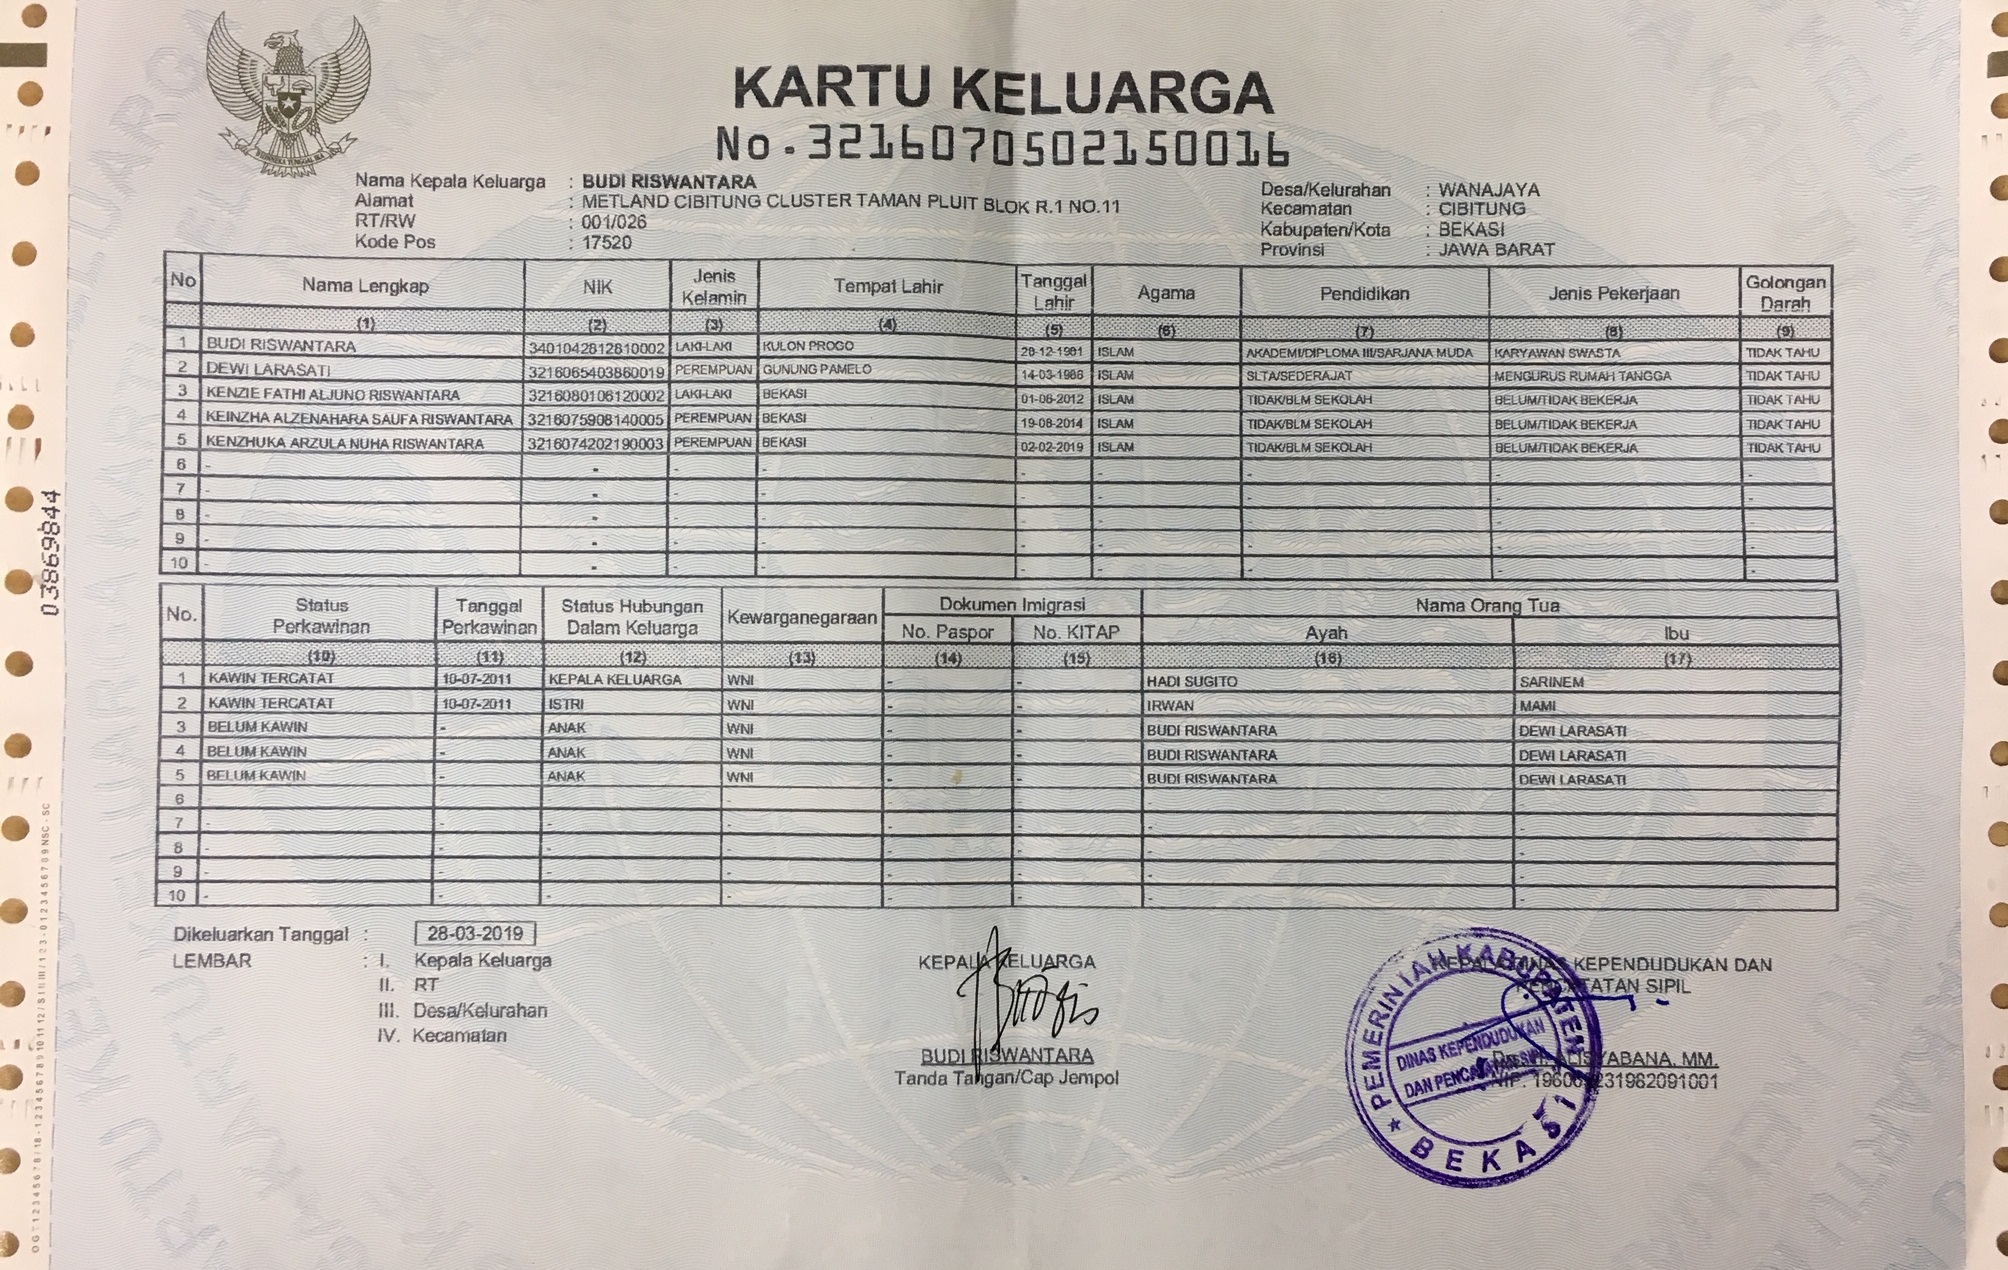 KARTU KELUARGA
No. 3216070502150016
Nama Kepala Keluarga : BUDI RISWANTARA
Alamat : METLAND CIBITUNG CLUSTER TAMAN PLUIT BLOK R.1 NO.11
RT/RW : 001/026
Kode Pos : 17520
Desa/Kelurahan : WANAJAYA
Kecamatan : CIBITUNG
Kabupaten/Kota : BEKASI
Provinsi : JAWA BARAT
No Nama Lengkap NIK Jenis Kelamin Tempat Lahir Tanggal Lahir Agama Pendidikan Jenis Pekerjaan Golongan Darah
(1) (2) (3) (4) (5) (6) (7) (8) (9)
1 BUDI RISWANTARA 3401042812810002 LAKI-LAKI KULON PROGO 28-12-1981 ISLAM AKADEMI/DIPLOMA III/SARJANA MUDA KARYAWAN SWASTA TIDAK TAHU
2 DEWI LARASATI 3216065403860019 PEREMPUAN GUNUNG PAMELO 14-03-1986 ISLAM SLTA/SEDERAJAT MENGURUS RUMAH TANGGA TIDAK TAHU
3 KENZIE FATHI ALJUNO RISWANTARA 3216080106120002 LAKI-LAKI BEKASI 01-06-2012 ISLAM TIDAK/BLM SEKOLAH BELUM/TIDAK BEKERJA TIDAK TAHU
4 KEINZHA ALZENAHARA SAUFA RISWANTARA 3216075908140005 PEREMPUAN BEKASI 19-08-2014 ISLAM TIDAK/BLM SEKOLAH BELUM/TIDAK BEKERJA TIDAK TAHU
5 KENZHUKA ARZULA NUHA RISWANTARA 3216074202190003 PEREMPUAN BEKASI 02-02-2019 ISLAM TIDAK/BLM SEKOLAH BELUM/TIDAK BEKERJA TIDAK TAHU
6 - - - - - - - - -
7 - - - - - - - - -
8 - - - - - - - - -
9 - - - - - - - - -
10 - - - - - - - - -
No. Status Perkawinan Tanggal Perkawinan Status Hubungan Dalam Keluarga Kewarganegaraan Dokumen Imigrasi Nama Orang Tua
No. Paspor No. KITAP Ayah Ibu
(10) (11) (12) (13) (14) (15) (16) (17)
1 KAWIN TERCATAT 10-07-2011 KEPALA KELUARGA WNI - - HADI SUGITO SARINEM
2 KAWIN TERCATAT 10-07-2011 ISTRI WNI - - IRWAN MAMI
3 BELUM KAWIN - ANAK WNI - - BUDI RISWANTARA DEWI LARASATI
4 BELUM KAWIN - ANAK WNI - - BUDI RISWANTARA DEWI LARASATI
5 BELUM KAWIN - ANAK WNI - - BUDI RISWANTARA DEWI LARASATI
6 - - - - - - - -
7 - - - - - - - -
8 - - - - - - - -
9 - - - - - - - -
10 - - - - - - - -
Dikeluarkan Tanggal : 28-03-2019
LEMBAR : I. Kepala Keluarga
II. RT
III. Desa/Kelurahan
IV. Kecamatan
KEPALA KELUARGA
BUDI RISWANTARA
Tanda Tangan/Cap Jempol
KEPALA DINAS KEPENDUDUKAN DAN
PENCATATAN SIPIL
ALISYABANA, MM.
NIP.
PEMERINTAH KABUPATEN
DINAS KEPENDUDUKAN
DAN PENCATATAN SIPIL
BEKASI
03869844